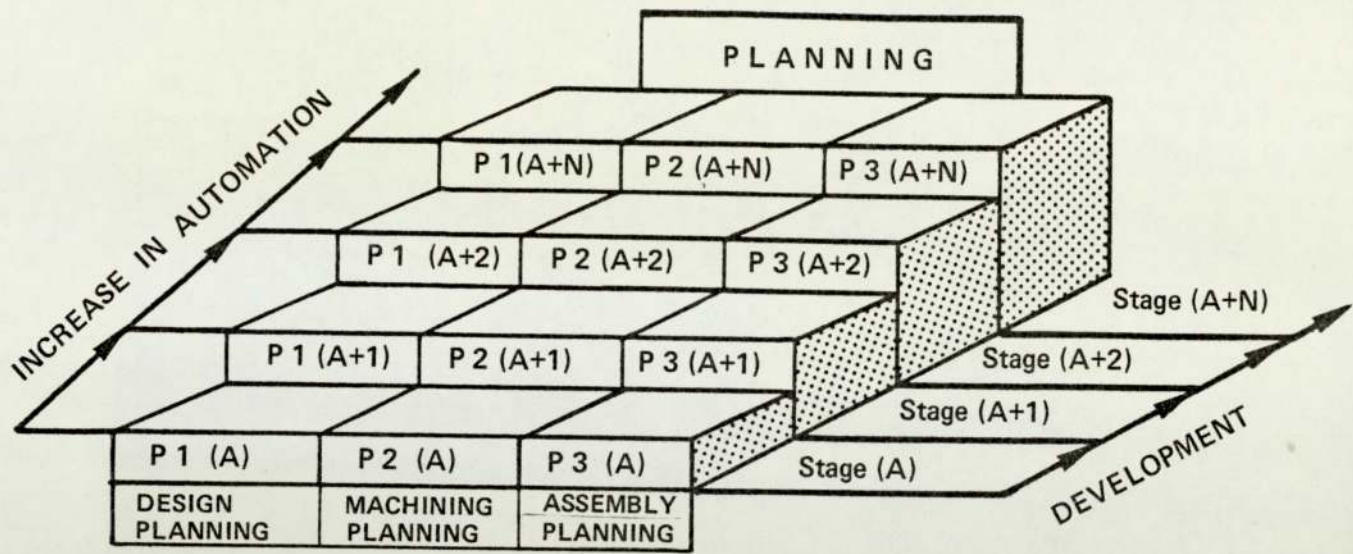 PLANNING
INCREASE IN AUTOMATION
P 1(A+N) P 2 (A+N) P 3 (A+N)
P 1 (A+2) P 2 (A+2) P 3 (A+2)
P 1 (A+1) P 2 (A+1) P 3 (A+1)
P 1 (A) P 2 (A) P 3 (A)
DESIGN
PLANNING
MACHINING
PLANNING
ASSEMBLY
PLANNING
Stage (A+N)
Stage (A+2)
Stage (A+1)
Stage (A)
DEVELOPMENT